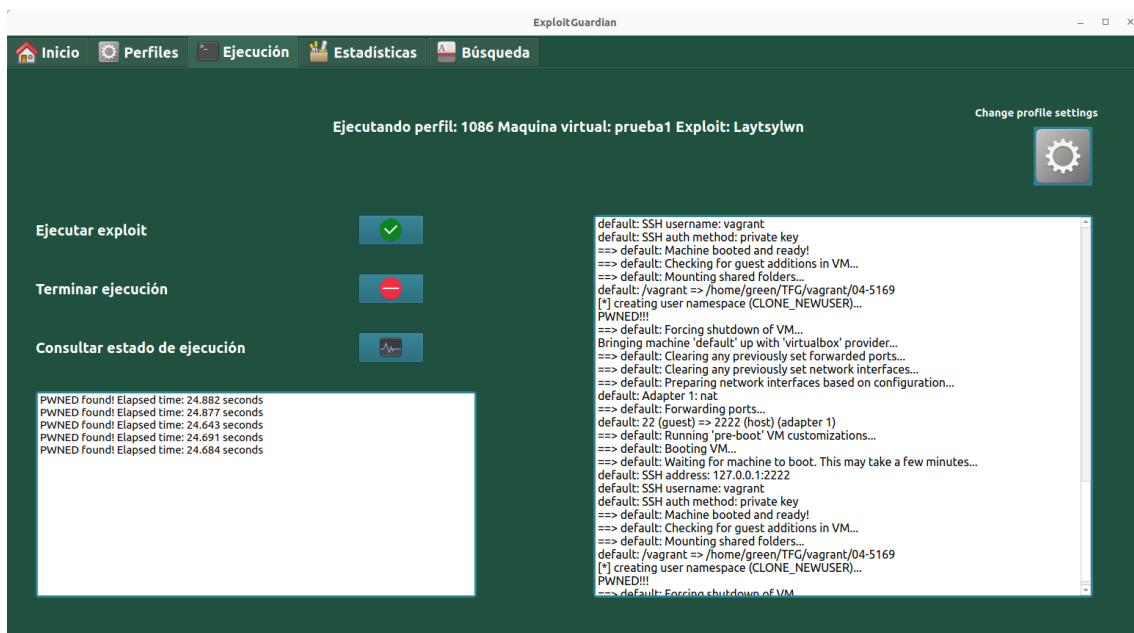 ExploitGuardian
Inicio Perfiles Ejecución Estadísticas Búsqueda
Change profile settings
Ejecutando perfil: 1086 Maquina virtual: prueba1 Exploit: Laytsylwn
Ejecutar exploit
Terminar ejecución
Consultar estado de ejecución
PWNED found! Elapsed time: 24.882 seconds
PWNED found! Elapsed time: 24.877 seconds
PWNED found! Elapsed time: 24.643 seconds
PWNED found! Elapsed time: 24.691 seconds
PWNED found! Elapsed time: 24.684 seconds
default: SSH username: vagrant
default: SSH auth method: private key
==> default: Machine booted and ready!
==> default: Checking for guest additions in VM...
==> default: Mounting shared folders...
default: /vagrant => /home/green/TFG/vagrant/04-5169
[*] creating user namespace (CLONE_NEWUSER)...
PWNED!!!
==> default: Forcing shutdown of VM...
Bringing machine 'default' up with 'virtualbox' provider...
==> default: Clearing any previously set forwarded ports...
==> default: Clearing any previously set network interfaces...
==> default: Preparing network interfaces based on configuration...
default: Adapter 1: nat
==> default: Forwarding ports...
default: 22 (guest) => 2222 (host) (adapter 1)
==> default: Running 'pre-boot' VM customizations...
==> default: Booting VM...
==> default: Waiting for machine to boot. This may take a few minutes...
default: SSH address: 127.0.0.1:2222
default: SSH username: vagrant
default: SSH auth method: private key
==> default: Machine booted and ready!
==> default: Checking for guest additions in VM...
==> default: Mounting shared folders...
default: /vagrant => /home/green/TFG/vagrant/04-5169
[*] creating user namespace (CLONE_NEWUSER)...
PWNED!!!
==> default: Forcing shutdown of VM